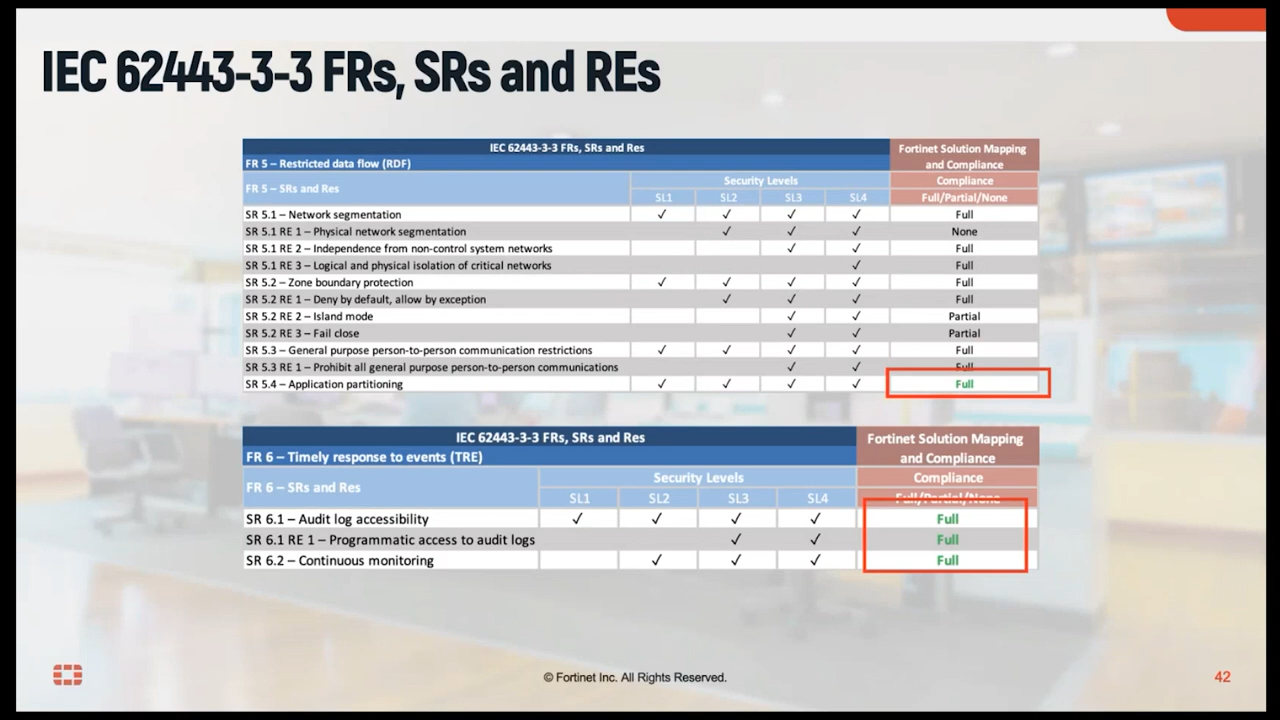 IEC 62443-3-3 FRs, SRs and REs
IEC 62443-3-3 FRs, SRs and Res
Fortinet Solution Mapping and Compliance
FR 5 – Restricted data flow (RDF)
FR 5 – SRs and Res
Security Levels
Compliance
SL1 SL2 SL3 SL4 Full/Partial/None
SR 5.1 – Network segmentation ✓ ✓ ✓ ✓ Full
SR 5.1 RE 1 – Physical network segmentation ✓ ✓ ✓ None
SR 5.1 RE 2 – Independence from non-control system networks ✓ ✓ Full
SR 5.1 RE 3 – Logical and physical isolation of critical networks ✓ Full
SR 5.2 – Zone boundary protection ✓ ✓ ✓ ✓ Full
SR 5.2 RE 1 – Deny by default, allow by exception ✓ ✓ ✓ Full
SR 5.2 RE 2 – Island mode ✓ ✓ Partial
SR 5.2 RE 3 – Fail close ✓ ✓ Partial
SR 5.3 – General purpose person-to-person communication restrictions ✓ ✓ ✓ ✓ Full
SR 5.3 RE 1 – Prohibit all general purpose person-to-person communications ✓ ✓ Full
SR 5.4 – Application partitioning ✓ ✓ ✓ ✓ Full
IEC 62443-3-3 FRs, SRs and Res
Fortinet Solution Mapping and Compliance
FR 6 – Timely response to events (TRE)
FR 6 – SRs and Res
Security Levels
Compliance
SL1 SL2 SL3 SL4 Full/Partial/None
SR 6.1 – Audit log accessibility ✓ ✓ ✓ ✓ Full
SR 6.1 RE 1 – Programmatic access to audit logs ✓ ✓ Full
SR 6.2 – Continuous monitoring ✓ ✓ ✓ Full
© Fortinet Inc. All Rights Reserved.
42